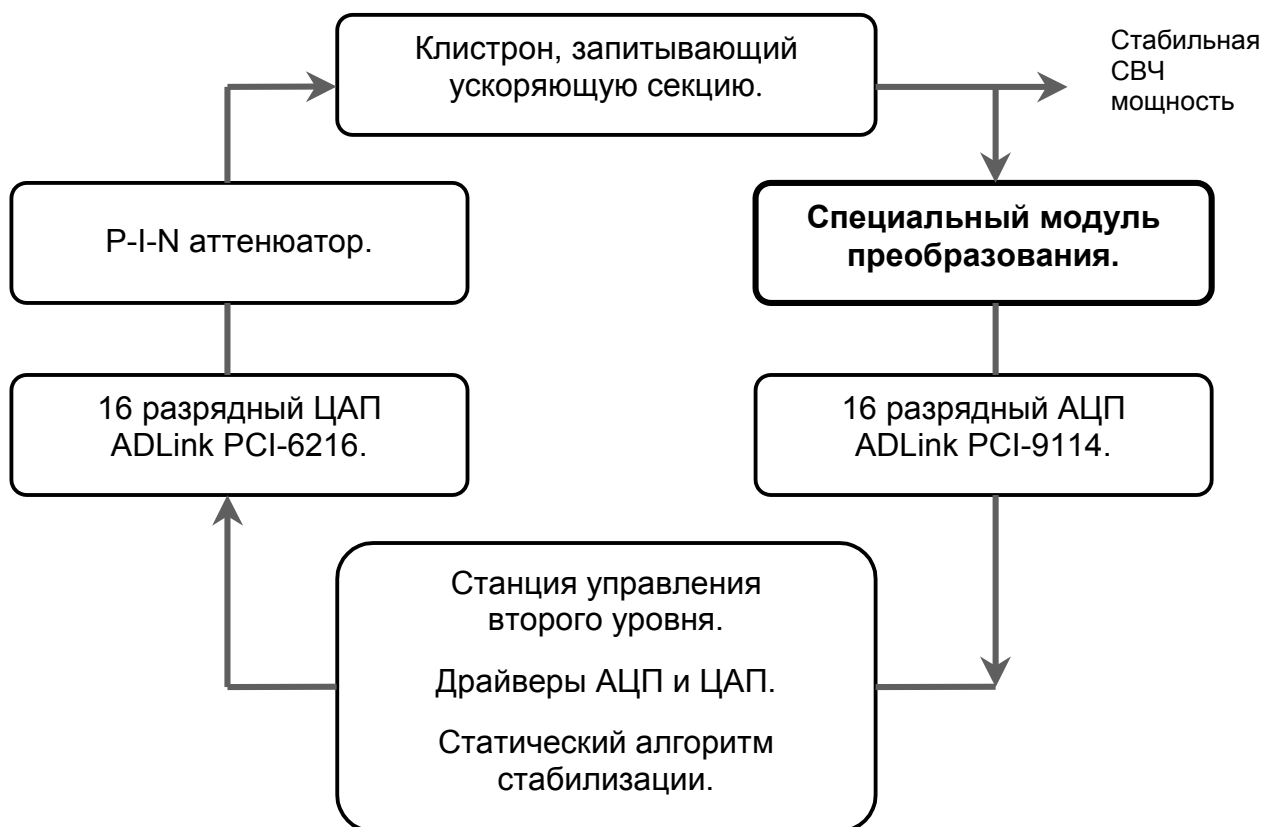 Клистрон, запитывающий
ускоряющую секцию.
Стабильная
СВЧ
мощность
P-I-N аттенюатор.
Специальный модуль
преобразования.
16 разрядный ЦАП
ADLink PCI-6216.
16 разрядный АЦП
ADLink PCI-9114.
Станция управления
второго уровня.
Драйверы АЦП и ЦАП.
Статический алгоритм
стабилизации.